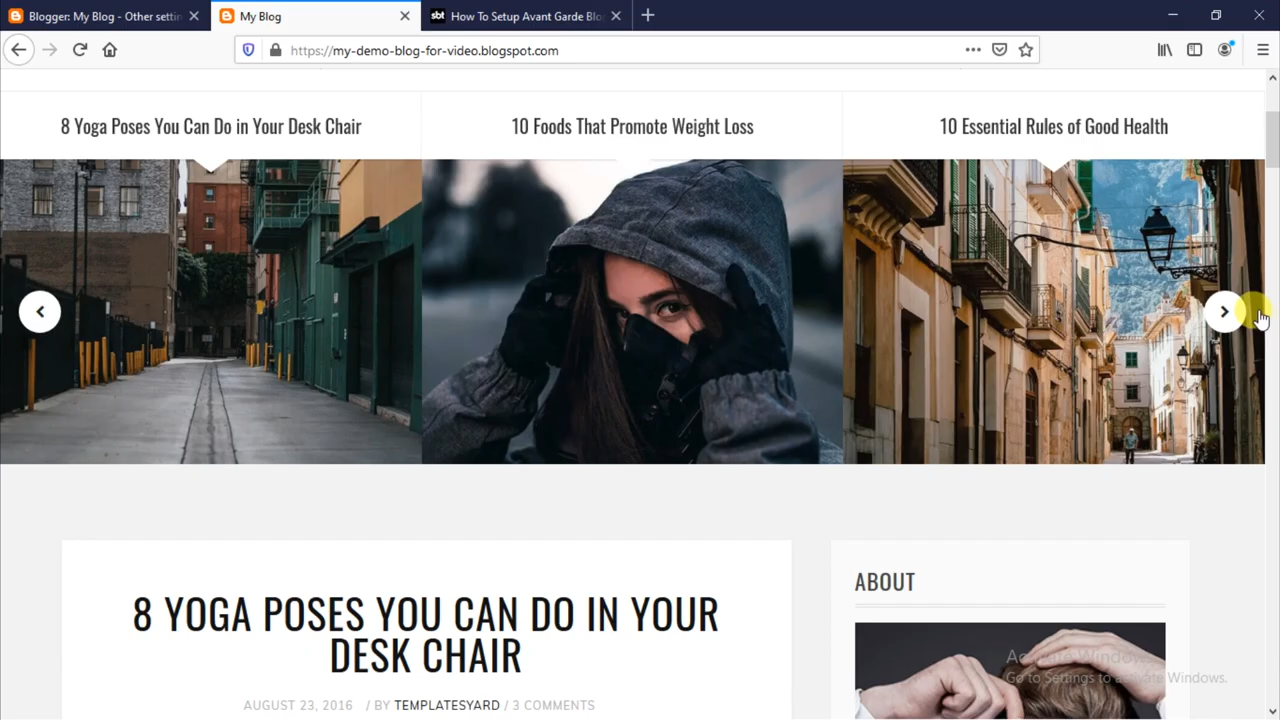 Blogger: My Blog - Other settin
My Blog
sbt How To Setup Avant Garde Blo
https://my-demo-blog-for-video.blogspot.com
8 Yoga Poses You Can Do in Your Desk Chair
10 Foods That Promote Weight Loss
10 Essential Rules of Good Health
8 YOGA POSES YOU CAN DO IN YOUR
DESK CHAIR
AUGUST 23, 2016 / BY TEMPLATESYARD / 3 COMMENTS
ABOUT
Activate Windows
Go to Settings to activate Windows.